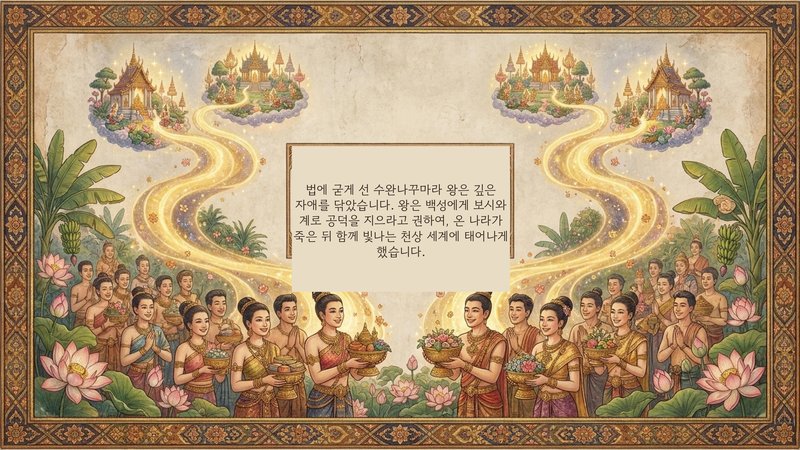 법에 굳게 선 수완나꾸마라 왕은 깊은
자애를 닦았습니다. 왕은 백성에게 보시와
계로 공덕을 지으라고 권하여, 온 나라가
죽은 뒤 함께 빛나는 천상 세계에 태어나게
했습니다.